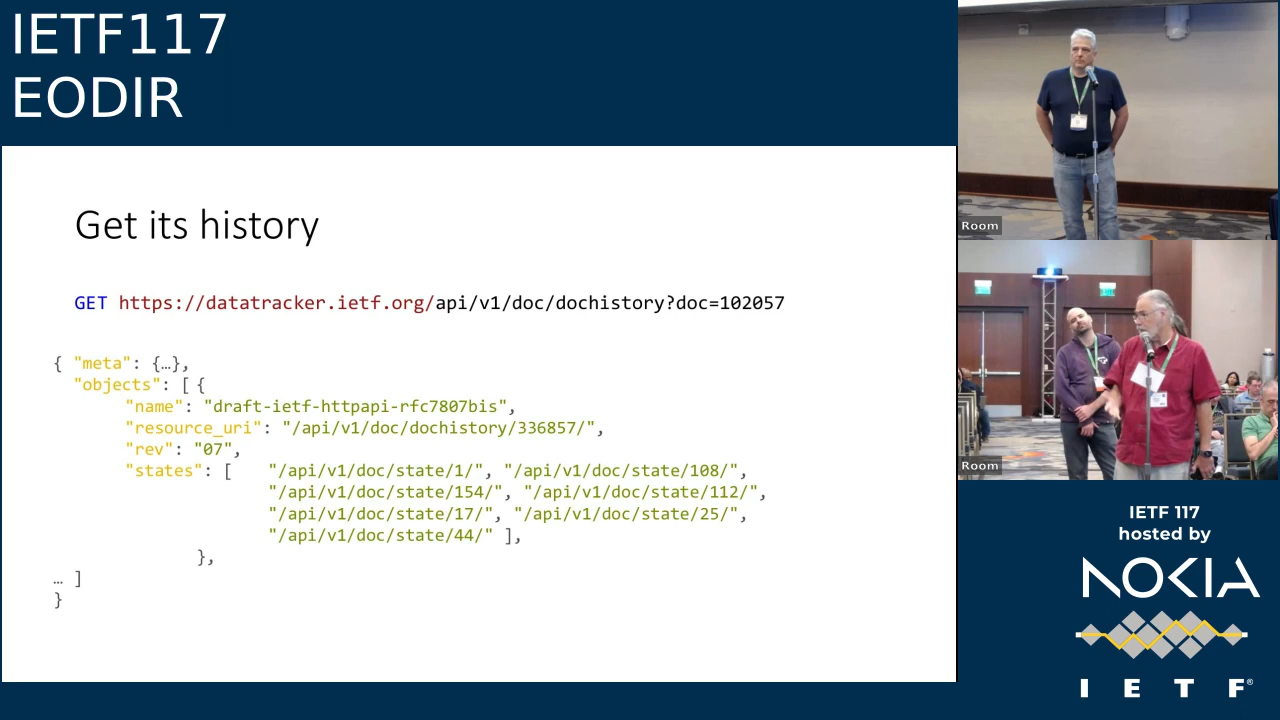 IETF117
EODIR
Get its history
GET https://datatracker.ietf.org/api/v1/doc/dochistory?doc=102057
{ "meta": {…},
"objects": [ {
"name": "draft-ietf-httpapi-rfc7807bis",
"resource_uri": "/api/v1/doc/dochistory/336857/",
"rev": "07",
"states": [ "/api/v1/doc/state/1/", "/api/v1/doc/state/108/",
"/api/v1/doc/state/154/", "/api/v1/doc/state/112/",
"/api/v1/doc/state/17/", "/api/v1/doc/state/25/",
"/api/v1/doc/state/44/" ],
},
… ]
}
Room
Room
IETF 117
hosted by
NOKIA
I E T F®